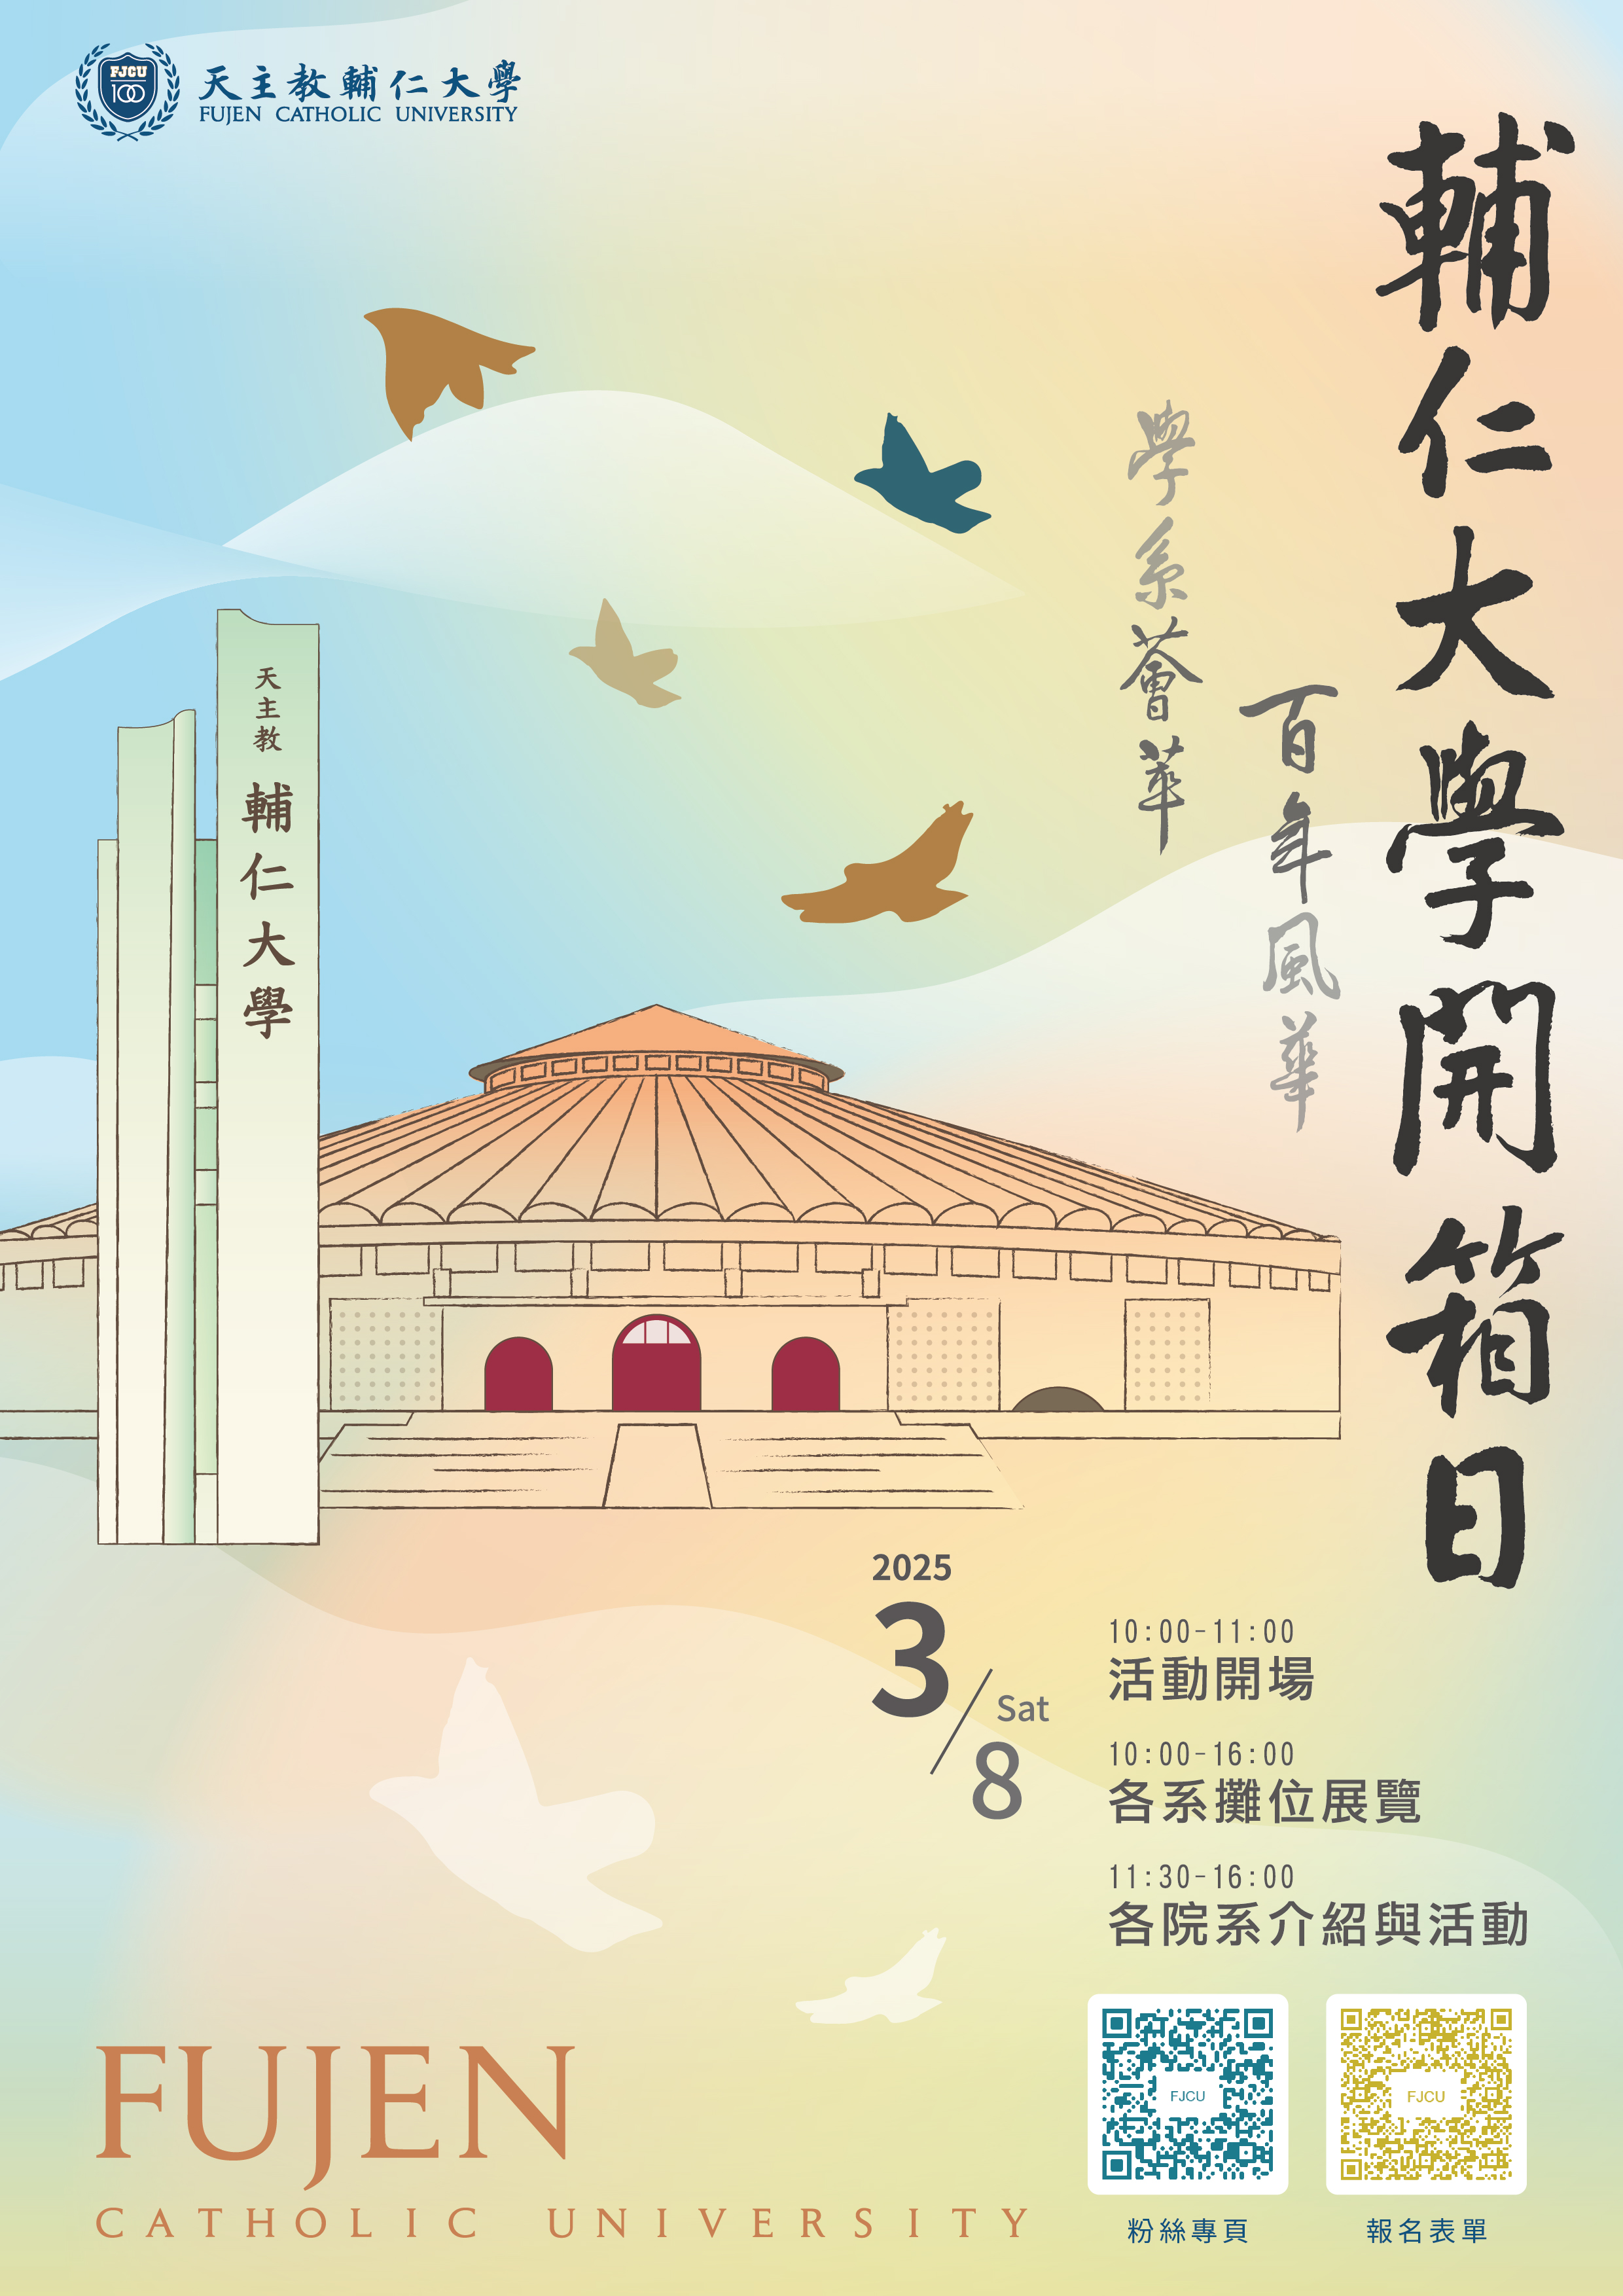 FJCU
100
天主教輔仁大學
FUJEN CATHOLIC UNIVERSITY
輔仁大學開箱日
百年風華
學系薈萃
天主教
輔仁大學
2025
3/8
Sat
10:00-11:00
活動開場
10:00-16:00
各系攤位展覽
11:30-16:00
各院系介紹與活動
FJCU
粉絲專頁
FJCU
報名表單
FUJEN
CATHOLIC UNIVERSITY